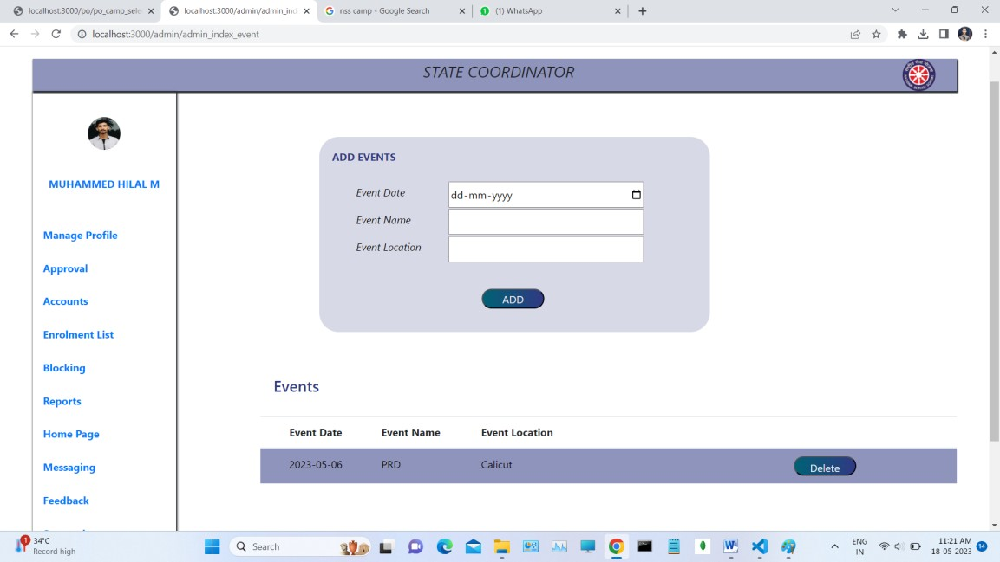 localhost:3000/po/po_camp_sele
localhost:3000/admin/admin_ind
nss camp - Google Search
(1) WhatsApp
localhost:3000/admin/admin_index_event
STATE COORDINATOR
MUHAMMED HILAL M
Manage Profile
Approval
Accounts
Enrolment List
Blocking
Reports
Home Page
Messaging
Feedback
ADD EVENTS
Event Date
dd-mm-yyyy
Event Name
Event Location
ADD
Events
Event Date Event Name Event Location
2023-05-06 PRD Calicut Delete
1
34°C
Record high
Search
ENG
IN
11:21 AM
18-05-2023
14